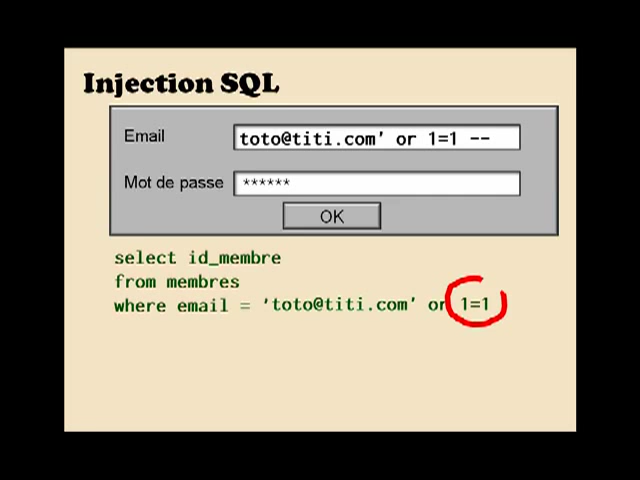 Injection SQL
Email toto@titi.com’ or 1=1 --
Mot de passe ******
OK
select id_membre
from membres
where email = ‘toto@titi.com’ or 1=1